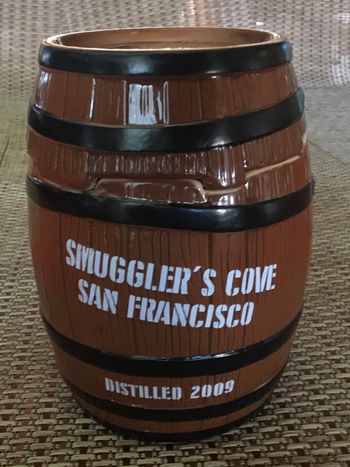 SMUGGLER'S COVE
SAN FRANCISCO
DISTILLED 2009